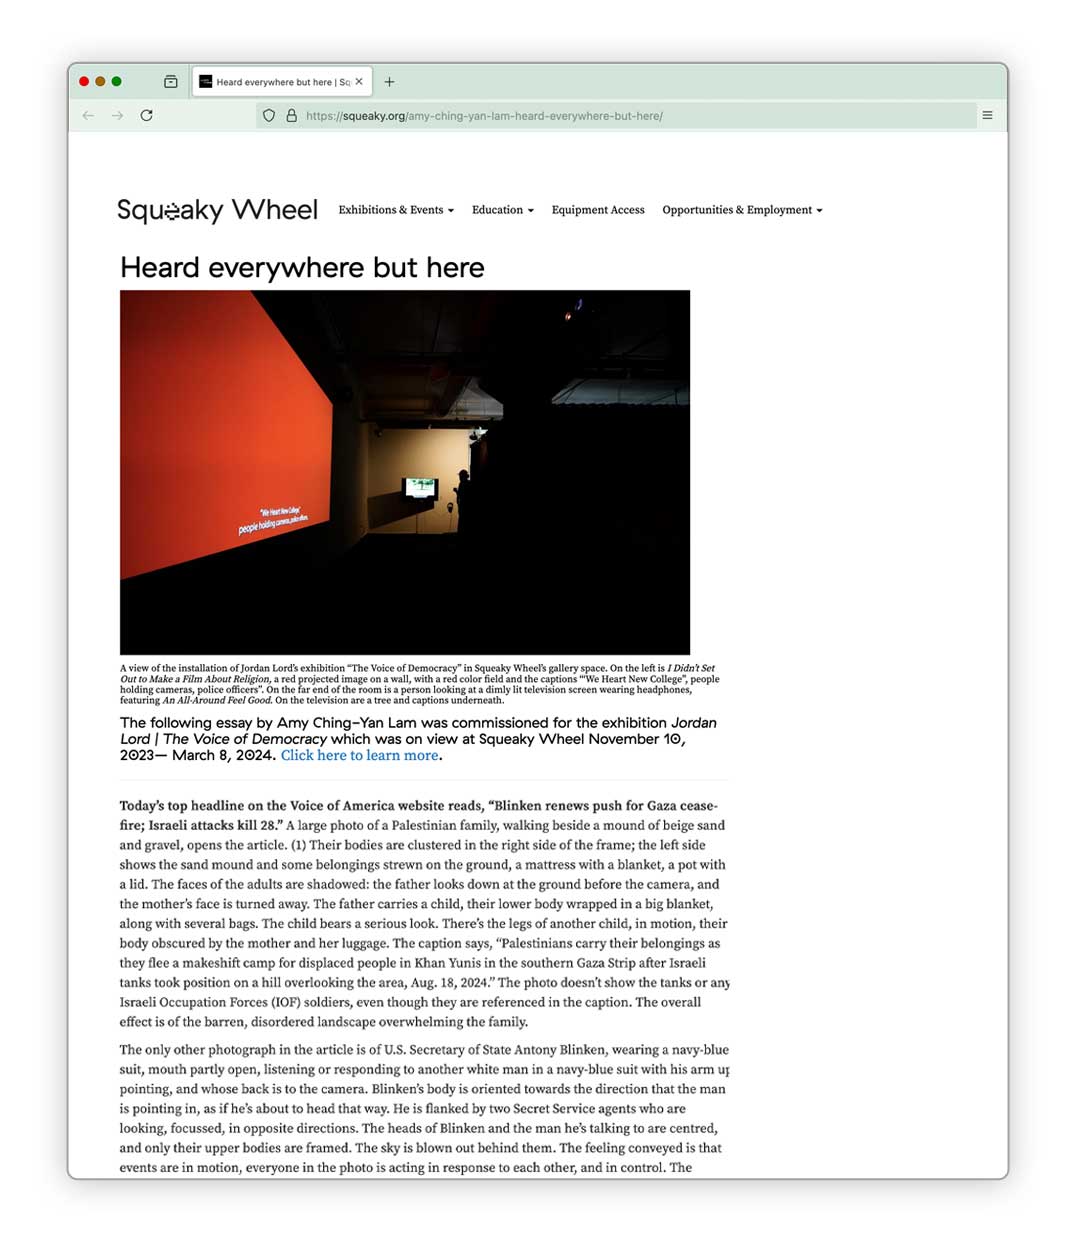 Heard everywhere but here | Sq
https://squeaky.org/amy-ching-yan-lam-heard-everywhere-but-here/
Squeaky Wheel
Exhibitions & Events
Education
Equipment Access
Opportunities & Employment
Heard everywhere but here
"We Heart New College"
people holding cameras, police officers.
A view of the installation of Jordan Lord's exhibition "The Voice of Democracy" in Squeaky Wheel's gallery space. On the left is I Didn't Set
Out to Make a Film About Religion, a red projected image on a wall, with a red color field and the captions "'We Heart New College", people
holding cameras, police officers". On the far end of the room is a person looking at a dimly lit television screen wearing headphones,
featuring An All-Around Feel Good. On the television are a tree and captions underneath.
The following essay by Amy Ching-Yan Lam was commissioned for the exhibition Jordan
Lord | The Voice of Democracy which was on view at Squeaky Wheel November 10,
2023— March 8, 2024. Click here to learn more.
Today's top headline on the Voice of America website reads, "Blinken renews push for Gaza cease-
fire; Israeli attacks kill 28." A large photo of a Palestinian family, walking beside a mound of beige sand
and gravel, opens the article. (1) Their bodies are clustered in the right side of the frame; the left side
shows the sand mound and some belongings strewn on the ground, a mattress with a blanket, a pot with
a lid. The faces of the adults are shadowed: the father looks down at the ground before the camera, and
the mother's face is turned away. The father carries a child, their lower body wrapped in a big blanket,
along with several bags. The child bears a serious look. There's the legs of another child, in motion, their
body obscured by the mother and her luggage. The caption says, "Palestinians carry their belongings as
they flee a makeshift camp for displaced people in Khan Yunis in the southern Gaza Strip after Israeli
tanks took position on a hill overlooking the area, Aug. 18, 2024." The photo doesn't show the tanks or any
Israeli Occupation Forces (IOF) soldiers, even though they are referenced in the caption. The overall
effect is of the barren, disordered landscape overwhelming the family.
The only other photograph in the article is of U.S. Secretary of State Antony Blinken, wearing a navy-blue
suit, mouth partly open, listening or responding to another white man in a navy-blue suit with his arm up
pointing, and whose back is to the camera. Blinken's body is oriented towards the direction that the man
is pointing in, as if he's about to head that way. He is flanked by two Secret Service agents who are
looking, focussed, in opposite directions. The heads of Blinken and the man he's talking to are centred,
and only their upper bodies are framed. The sky is blown out behind them. The feeling conveyed is that
events are in motion, everyone in the photo is acting in response to each other, and in control. The